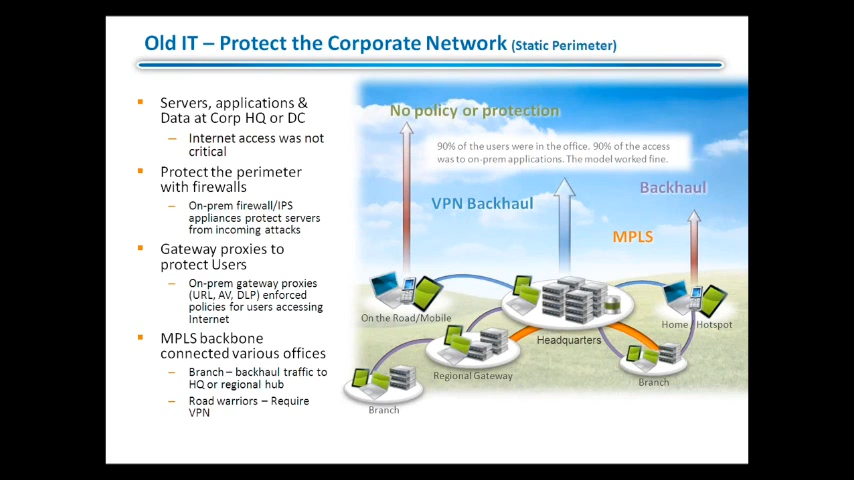 Old IT – Protect the Corporate Network (Static Perimeter)
Servers, applications &
Data at Corp HQ or DC
– Internet access was not
critical
Protect the perimeter
with firewalls
– On-prem firewall/IPS
appliances protect servers
from incoming attacks
Gateway proxies to
protect Users
– On-prem gateway proxies
(URL, AV, DLP) enforced
policies for users accessing
Internet
MPLS backbone
connected various offices
– Branch – backhaul traffic to
HQ or regional hub
– Road warriors – Require
VPN
No policy or protection
90% of the users were in the office. 90% of the access
was to on-prem applications. The model worked fine.
Backhaul
VPN Backhaul
MPLS
On the Road/Mobile
Home / Hotspot
Headquarters
Regional Gateway
Branch
Branch